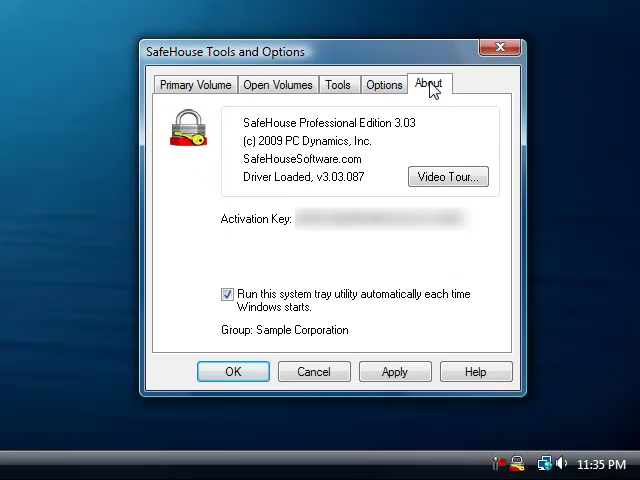 SafeHouse Tools and Options
Primary Volume Open Volumes Tools Options About
SafeHouse Professional Edition 3.03
(c) 2009 PC Dynamics, Inc.
SafeHouseSoftware.com
Driver Loaded, v3.03.087 Video Tour...
Activation Key:
Run this system tray utility automatically each time
Windows starts.
Group: Sample Corporation
OK Cancel Apply Help
11:35 PM